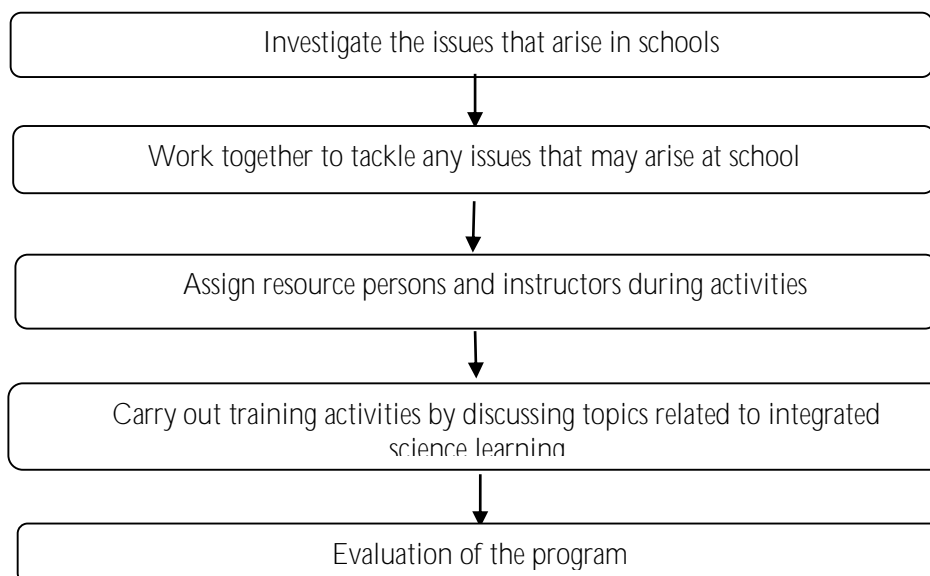 Investigate the issues that arise in schools
Work together to tackle any issues that may arise at school
Assign resource persons and instructors during activities
Carry out training activities by discussing topics related to integrated
science learning
Evaluation of the program